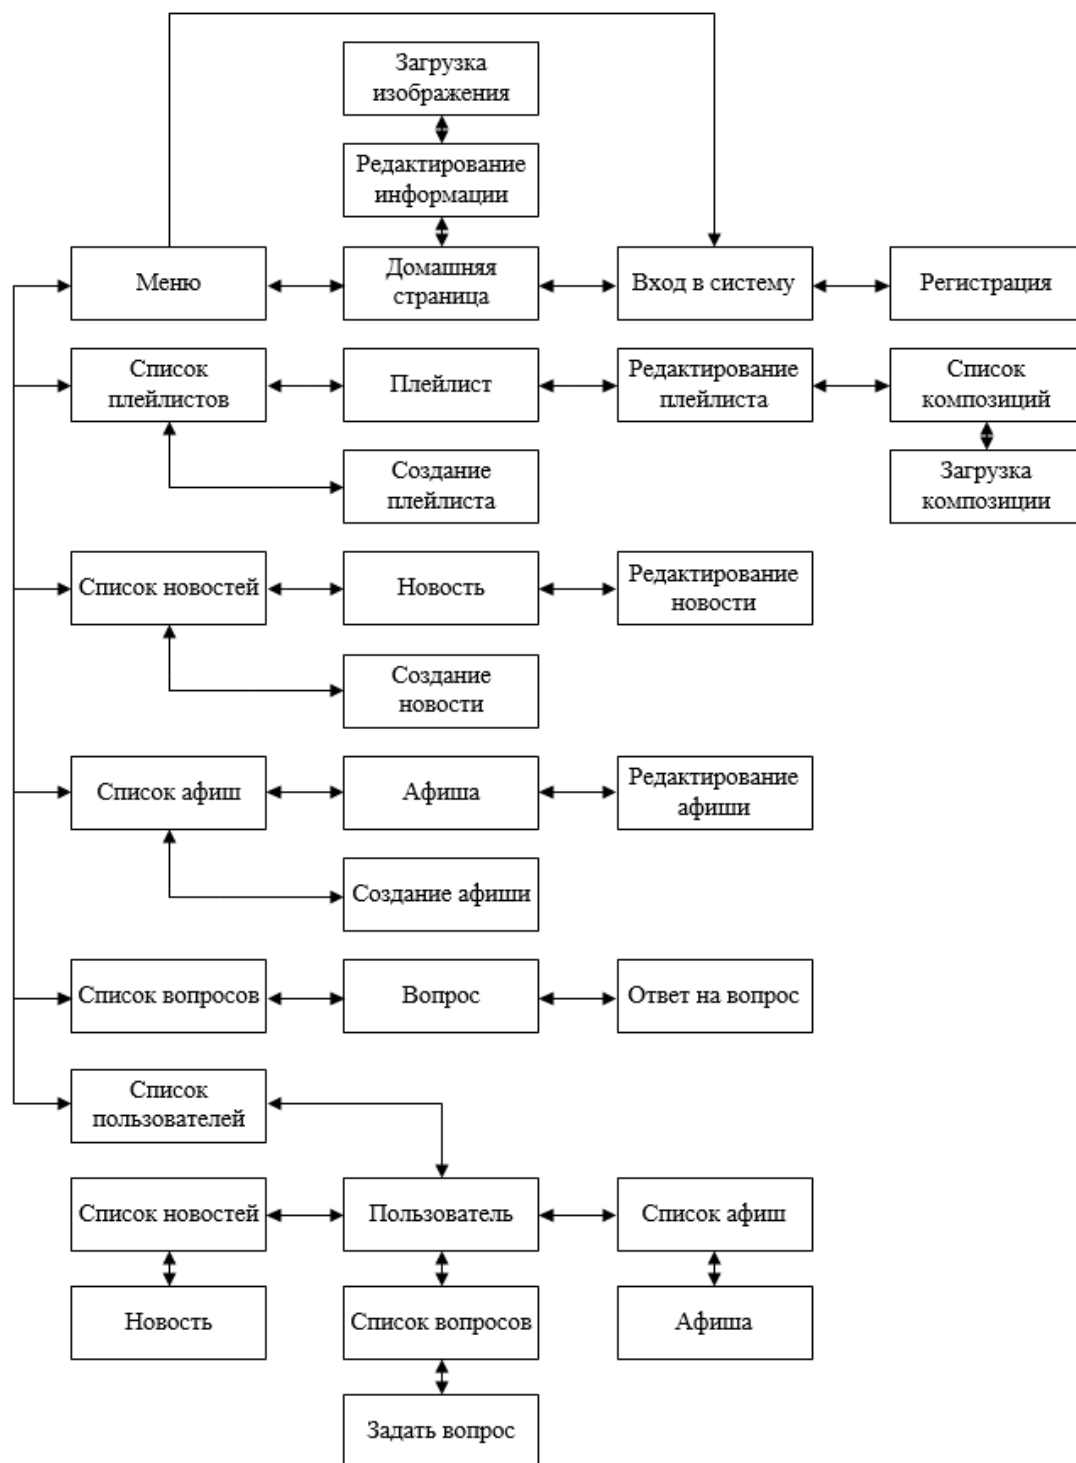 Загрузка
изображения
Редактирование
информации
Меню
Домашняя
страница
Вход в систему
Регистрация
Список
плейлистов
Плейлист
Редактирование
плейлиста
Список
композиций
Создание
плейлиста
Загрузка
композиции
Список новостей
Новость
Редактирование
новости
Создание
новости
Список афиш
Афиша
Редактирование
афиши
Создание афиши
Список вопросов
Вопрос
Ответ на вопрос
Список
пользователей
Список новостей
Пользователь
Список афиш
Новость
Список вопросов
Афиша
Задать вопрос